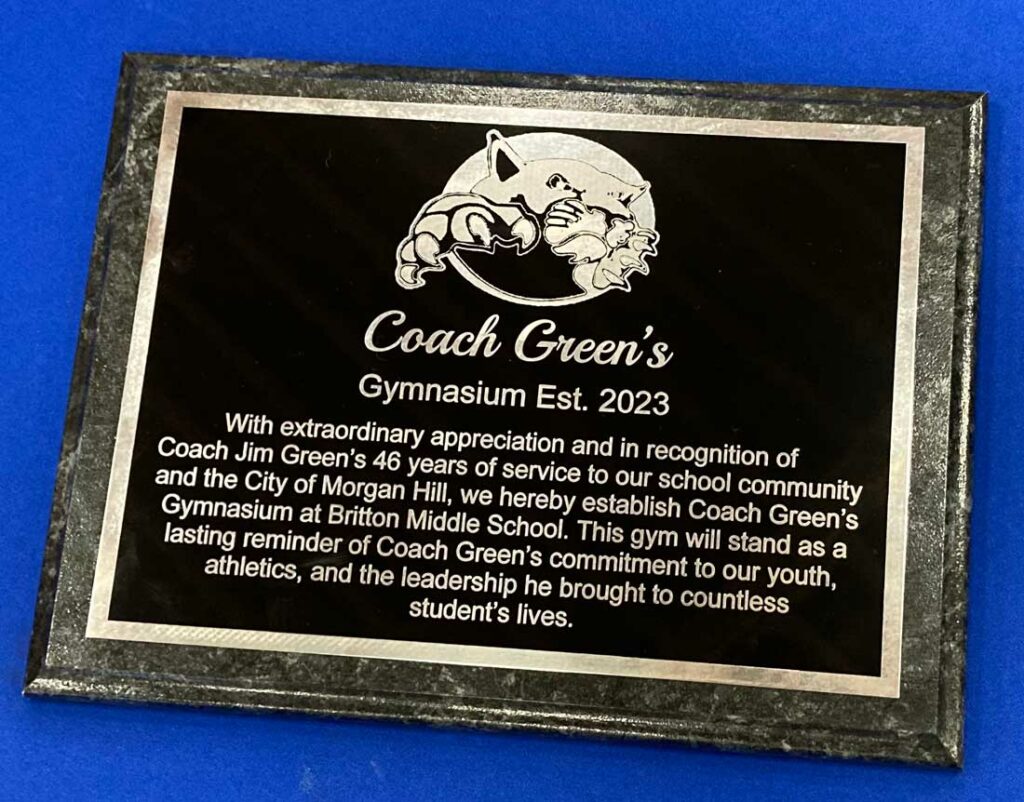 Coach Green's
Gymnasium Est. 2023
With extraordinary appreciation and in recognition of
Coach Jim Green's 46 years of service to our school community
and the City of Morgan Hill, we hereby establish Coach Green's
Gymnasium at Britton Middle School. This gym will stand as a
lasting reminder of Coach Green's commitment to our youth,
athletics, and the leadership he brought to countless
student's lives.